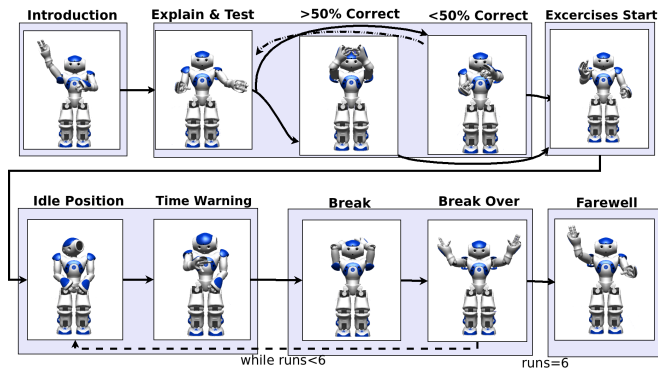 Introduction
Explain & Test
>50% Correct
<50% Correct
Excercises Start
Idle Position
Time Warning
Break
Break Over
Farewell
while runs<6
runs=6